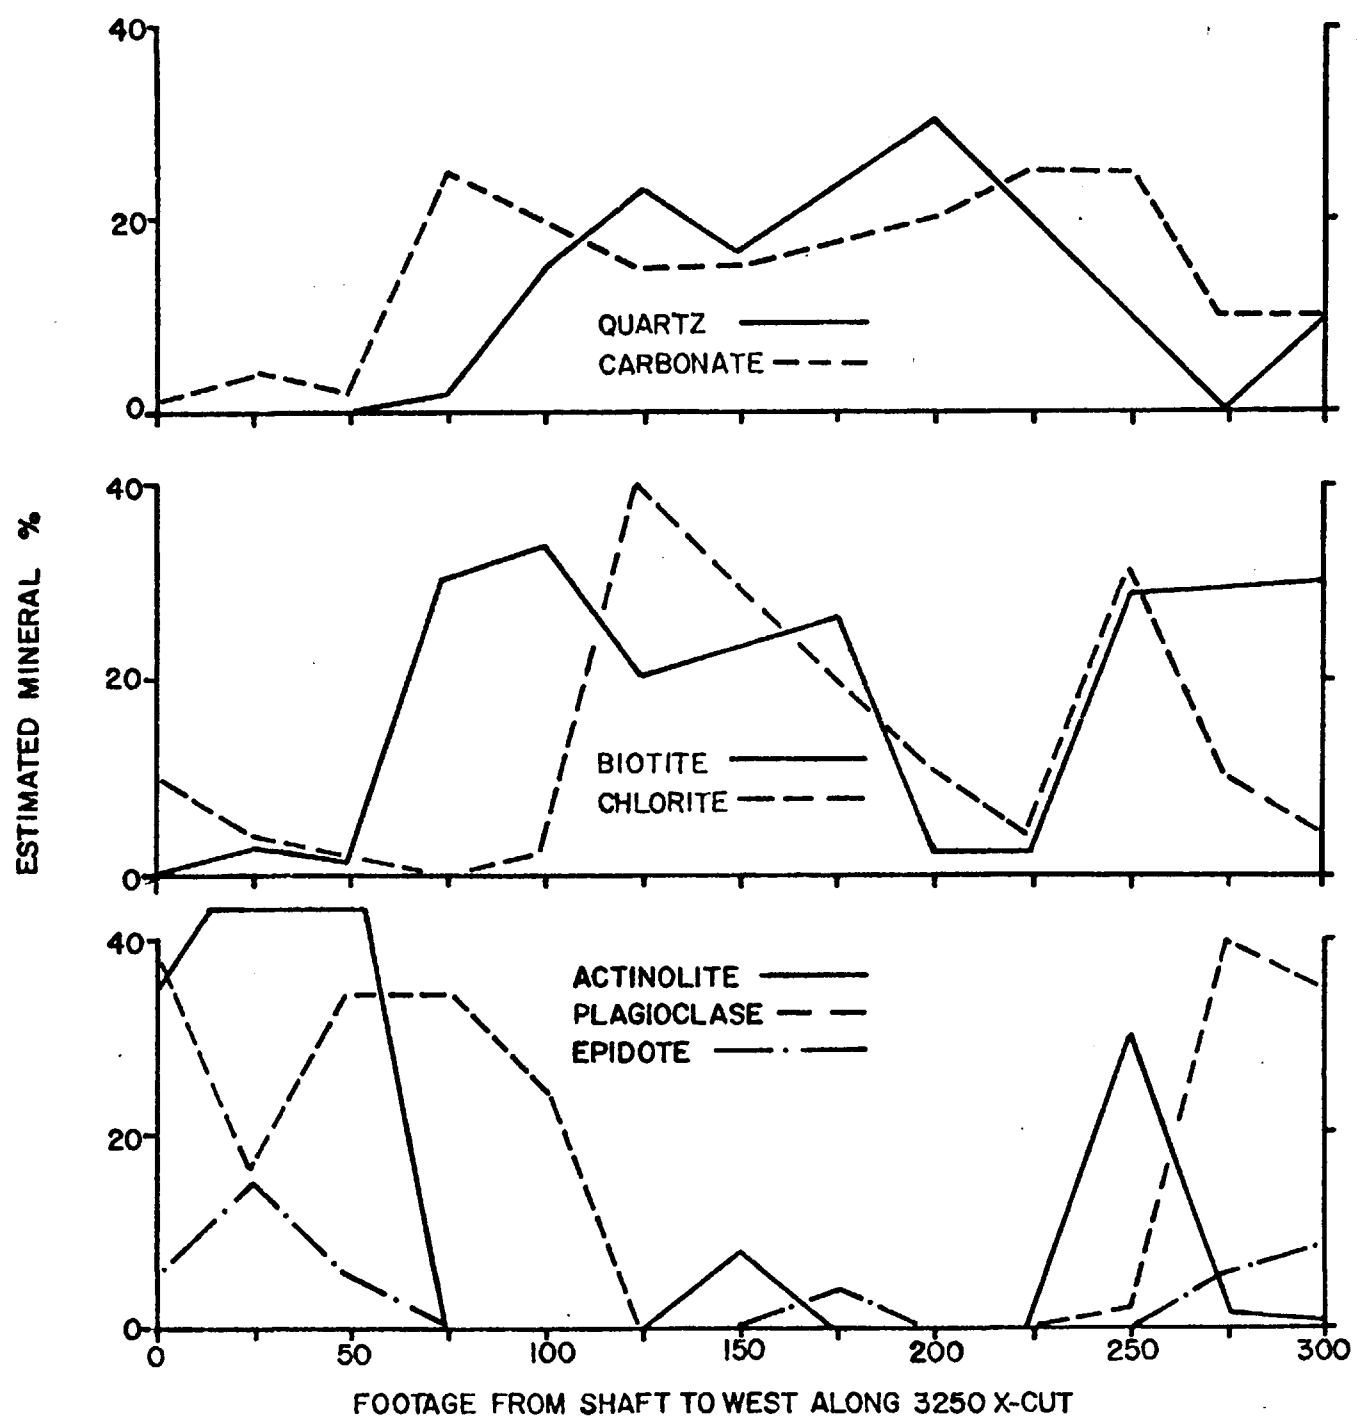 40
20
0
QUARTZ
CARBONATE
ESTIMATED MINERAL %
40
20
0
BIOTITE
CHLORITE
40
20
0
ACTINOLITE
PLAGIOCLASE
EPIDOTE
0 50 100 150 200 250 300
FOOTAGE FROM SHAFT TO WEST ALONG 3250 X-CUT